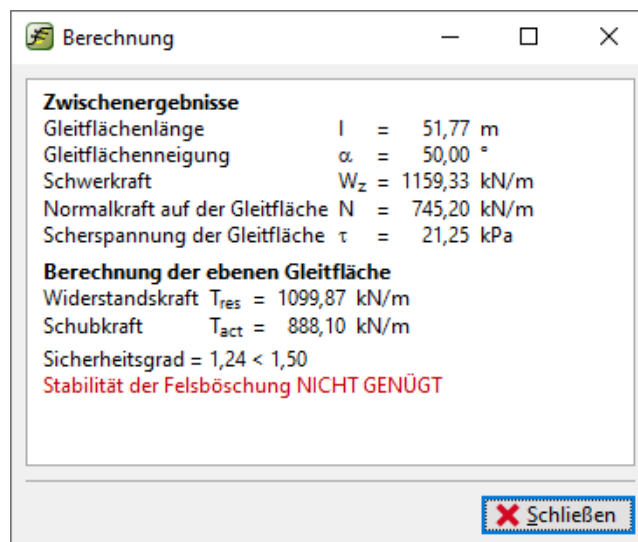 Berechnung
Zwischenergebnisse
Gleitflächenlänge l = 51,77 m
Gleitflächenneigung α = 50,00 °
Schwerkraft Wz = 1159,33 kN/m
Normalkraft auf der Gleitfläche N = 745,20 kN/m
Scherspannung der Gleitfläche τ = 21,25 kPa
Berechnung der ebenen Gleitfläche
Widerstandskraft Tres = 1099,87 kN/m
Schubkraft Tact = 888,10 kN/m
Sicherheitsgrad = 1,24 < 1,50
Stabilität der Felsböschung NICHT GENÜGT
Schließen